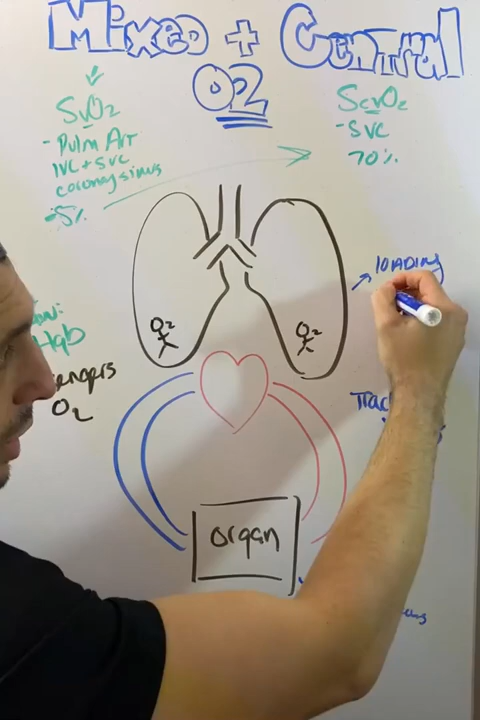 Mixed + Central
O2
SvO2
- Pulm Art
IVC + SVC
coronary sinus
-5%
ScvO2
- SVC
70%
loading
O2
O2
Hgb
O2
organ